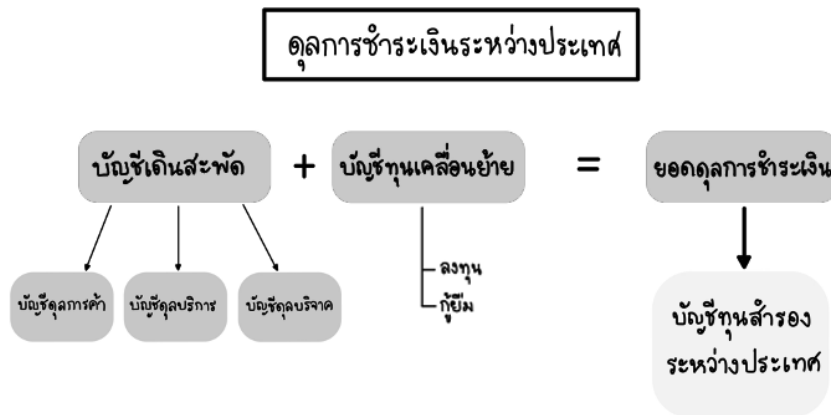 ดุลการชำระเงินระหว่างประเทศ
บัญชีเดินสะพัด + บัญชีทุนเคลื่อนย้าย = ยอดดุลการชำระเงิน
ลงทุน
กู้ยืม
บัญชีดุลการค้า บัญชีดุลบริการ บัญชีดุลบริจาค
บัญชีทุนสำรอง
ระหว่างประเทศ